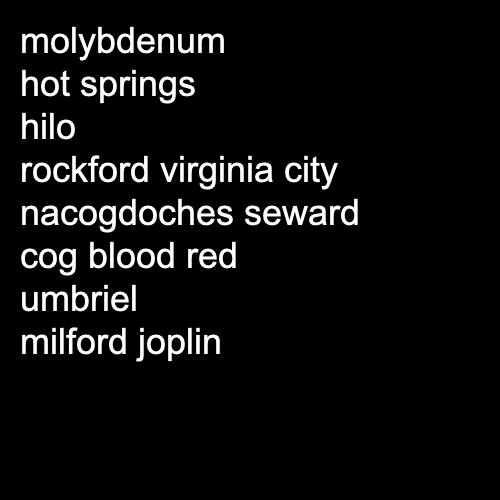 molybdenum
hot springs
hilo
rockford virginia city
nacogdoches seward
cog blood red
umbriel
milford joplin